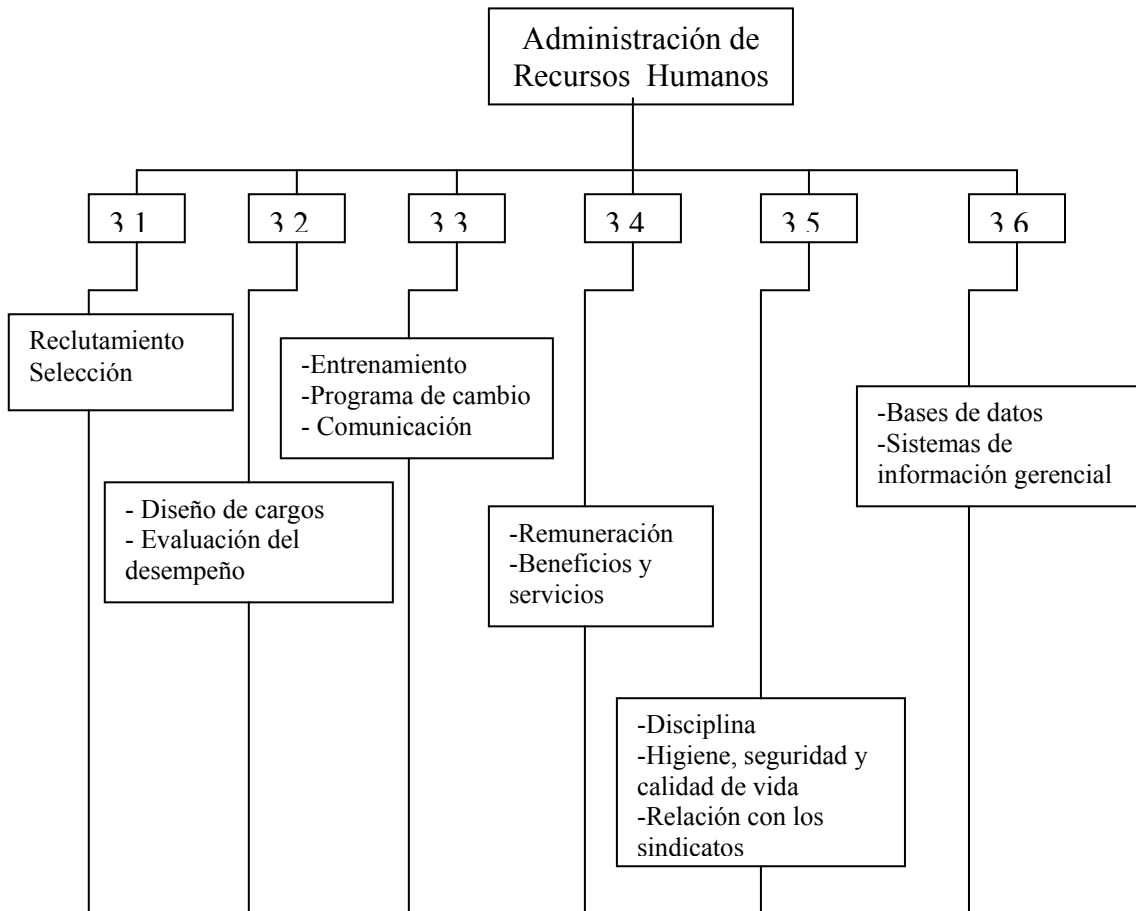 Administración de
Recursos Humanos
3.1
3.2
3.3
3.4
3.5
3.6
Reclutamiento
Selección
-Entrenamiento
-Programa de cambio
- Comunicación
-Bases de datos
-Sistemas de
información gerencial
- Diseño de cargos
- Evaluación del
desempeño
-Remuneración
-Beneficios y
servicios
-Disciplina
-Higiene, seguridad y
calidad de vida
-Relación con los
sindicatos